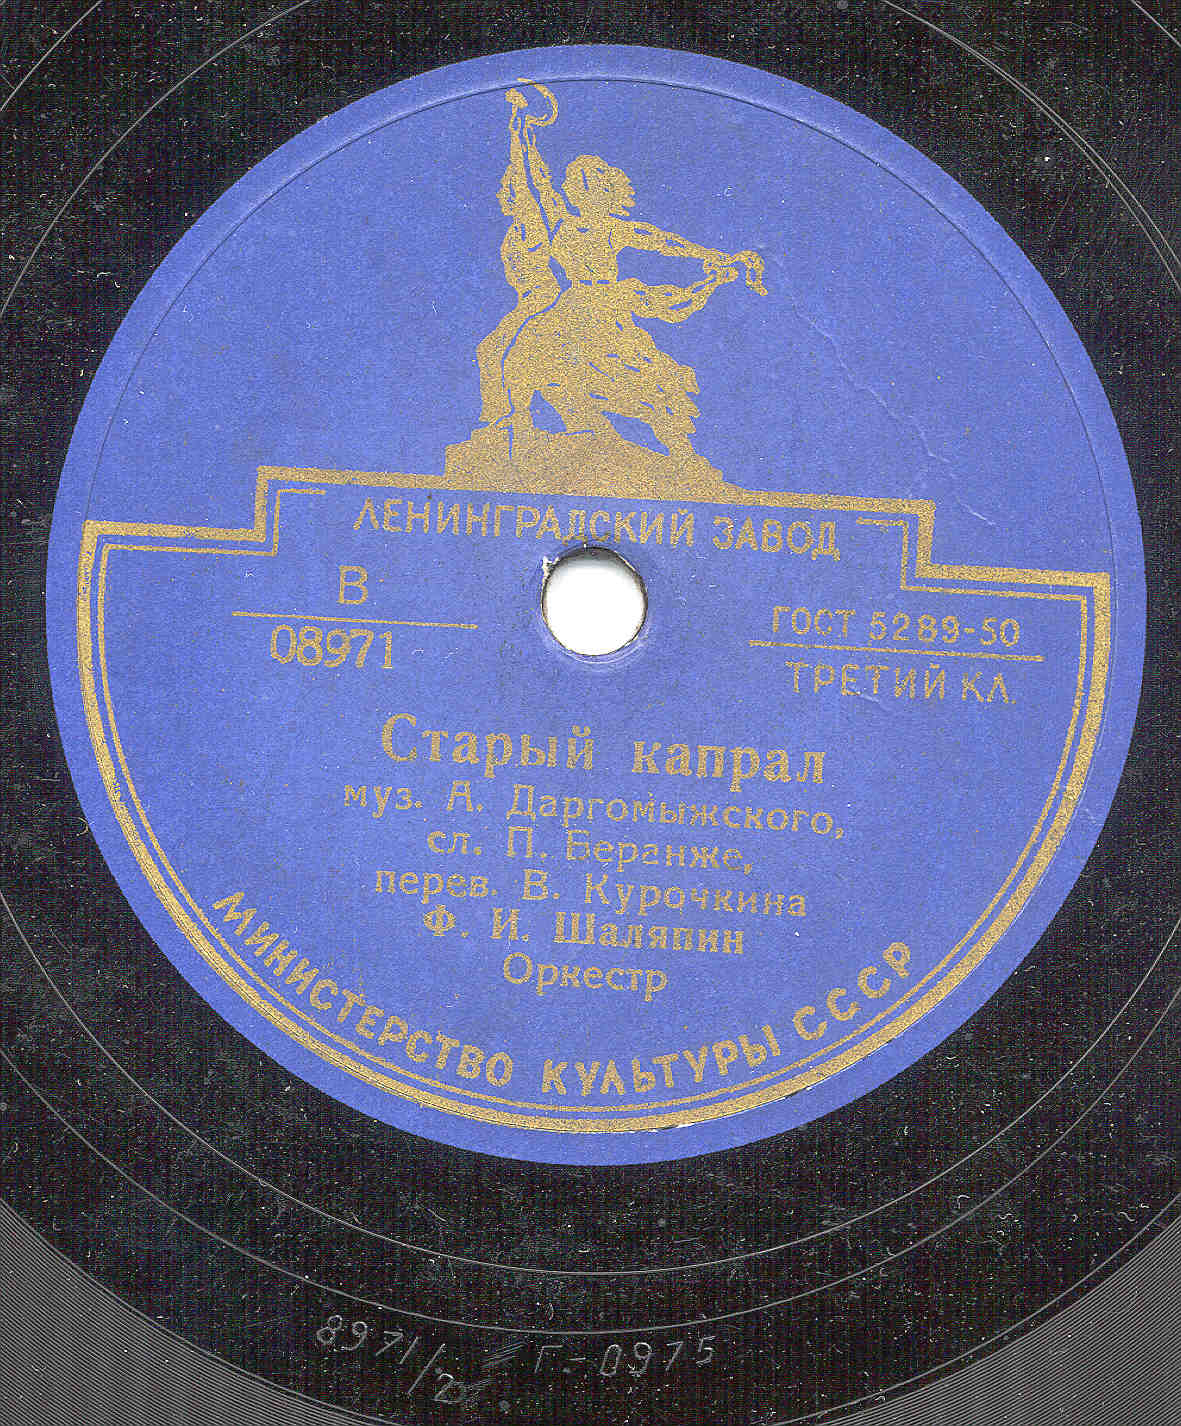 ЛЕНИНГРАДСКИЙ ЗАВОД
В
08971
ГОСТ 5289-50
ТРЕТИЙ КЛ.
Старый капрал
муз. А. Даргомыжского,
сл. П. Беранже,
перев. В. Курочкина
Ф. И. Шаляпин
Оркестр
МИНИСТЕРСТВО КУЛЬТУРЫ СССР
8971/2 Г-0975